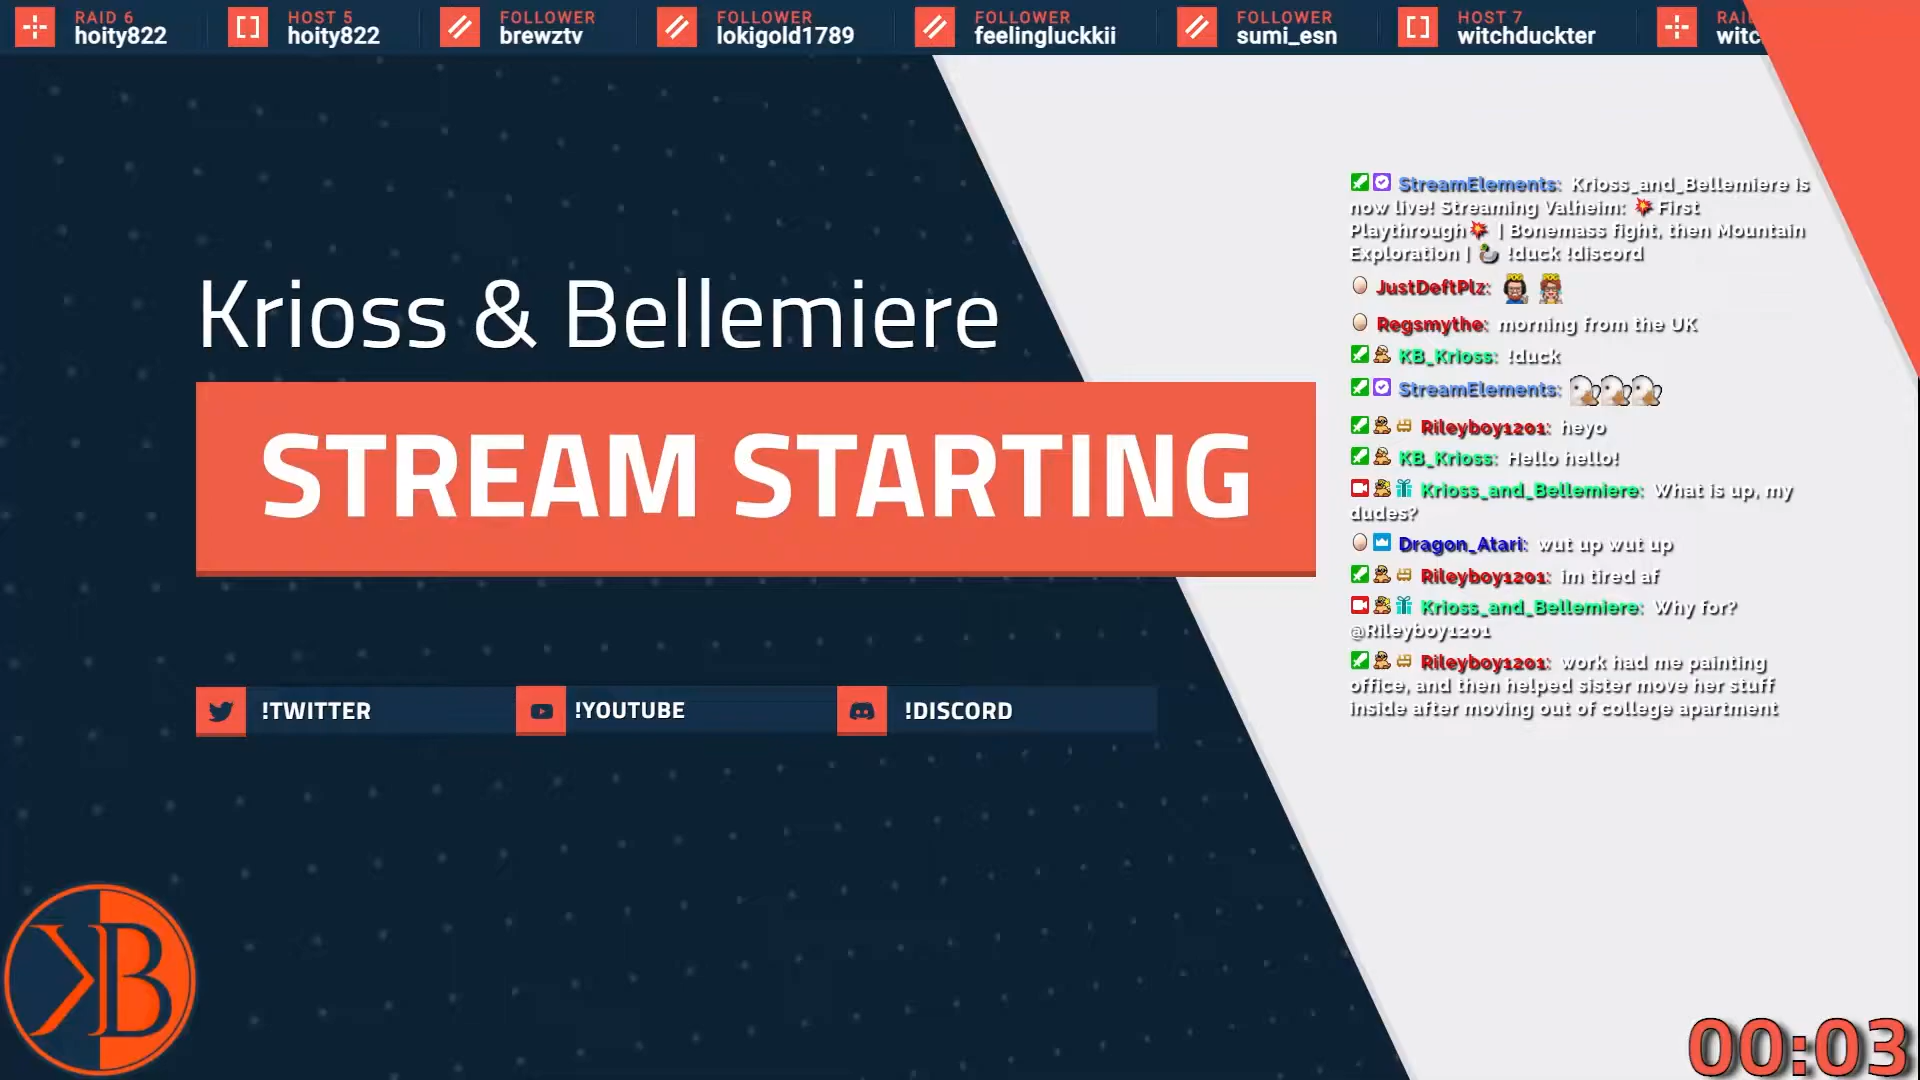 RAID 6
hoity822
HOST 5
hoity822
FOLLOWER
brewztv
FOLLOWER
lokigold1789
FOLLOWER
feelingluckkii
FOLLOWER
sumi_esn
HOST 7
witchduckter
Krioss & Bellemiere
STREAM STARTING
!TWITTER
!YOUTUBE
!DISCORD
StreamElements: Krioss_and_Bellemiere is
now live! Streaming Valheim: 💥 First
Playthrough💥 | Bonemass fight, then Mountain
Exploration | 🦆 !duck !discord
JustDeftPlz:
Regsmythe: morning from the UK
KB_Krioss: !duck
StreamElements:
Rileyboy1201: heyo
KB_Krioss: Hello hello!
Krioss_and_Bellemiere: What is up, my
dudes?
Dragon_Atari: wut up wut up
Rileyboy1201: im tired af
Krioss_and_Bellemiere: Why for?
@Rileyboy1201
Rileyboy1201: work had me painting
office, and then helped sister move her stuff
inside after moving out of college apartment
KB
00:03